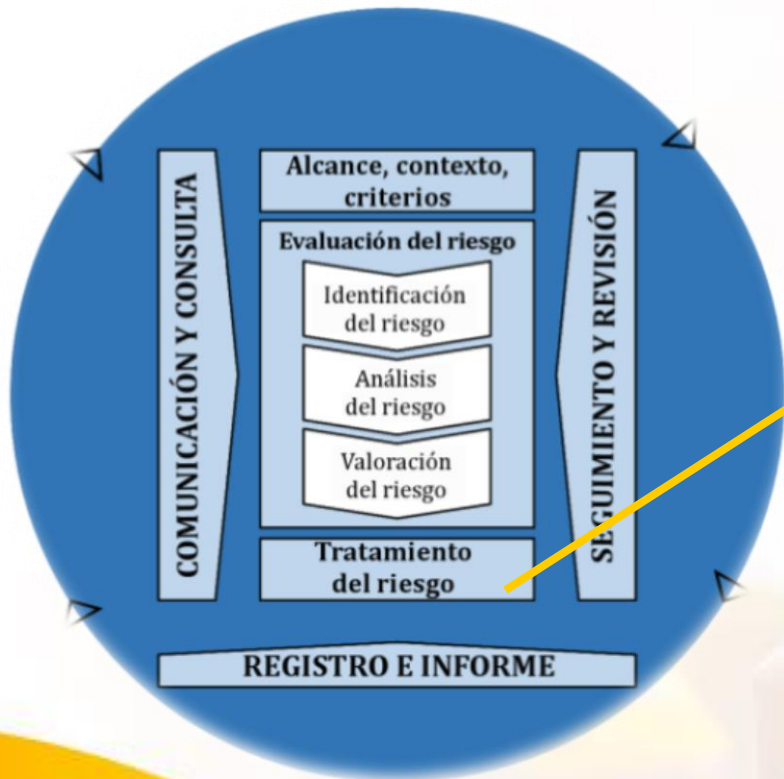 Alcance, contexto,
criterios
Evaluación del riesgo
Identificación
del riesgo
Análisis
del riesgo
Valoración
del riesgo
Tratamiento
del riesgo
COMUNICACIÓN Y CONSULTA
SEGUIMIENTO Y REVISIÓN
REGISTRO E INFORME